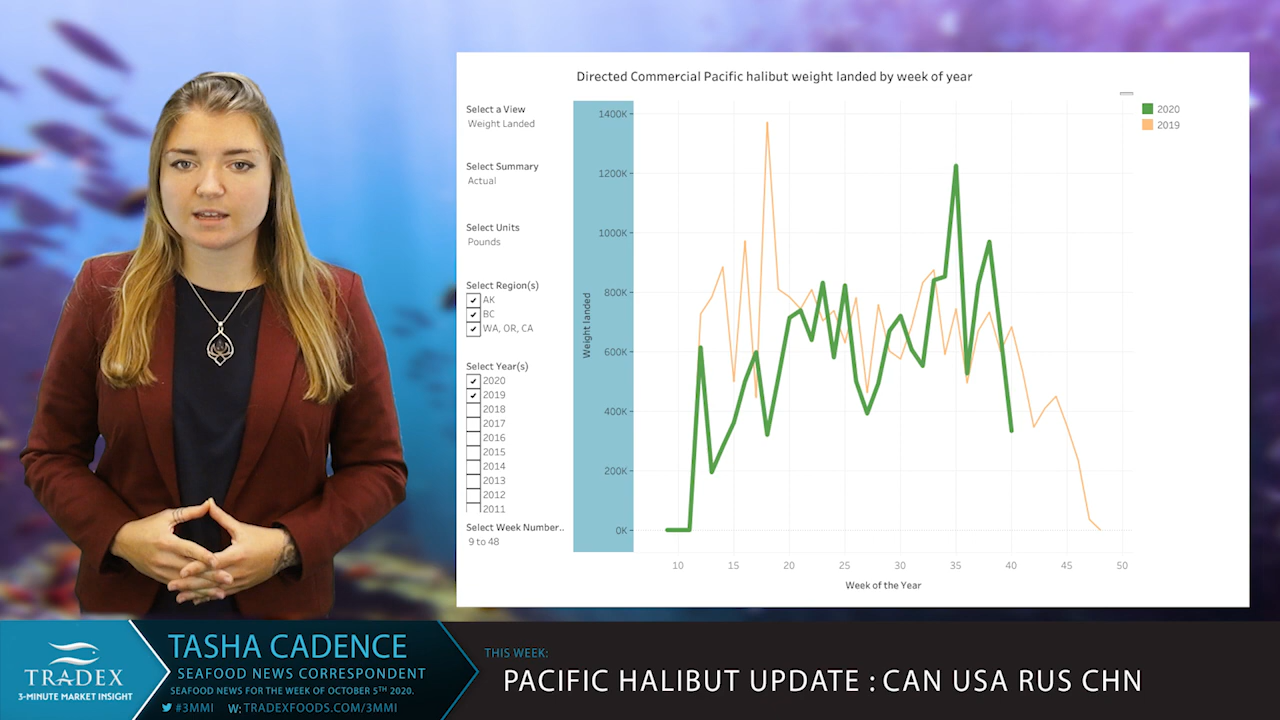 Directed Commercial Pacific halibut weight landed by week of year
Select a View
Weight Landed
Select Summary
Actual
Select Units
Pounds
Select Region(s)
AK
BC
WA, OR, CA
Select Year(s)
2020
2019
2018
2017
2016
2015
2014
2013
2012
2011
Select Week Number..
9 to 48
Weight landed
1400K
1200K
1000K
800K
600K
400K
200K
0K
10 15 20 25 30 35 40 45 50
Week of the Year
2020
2019
TRADEX
3-MINUTE MARKET INSIGHT
TASHA CADENCE
SEAFOOD NEWS CORRESPONDENT
SEAFOOD NEWS FOR THE WEEK OF OCTOBER 5TH 2020.
#3MMI W: TRADEXFOODS.COM/3MMI
THIS WEEK:
PACIFIC HALIBUT UPDATE : CAN USA RUS CHN